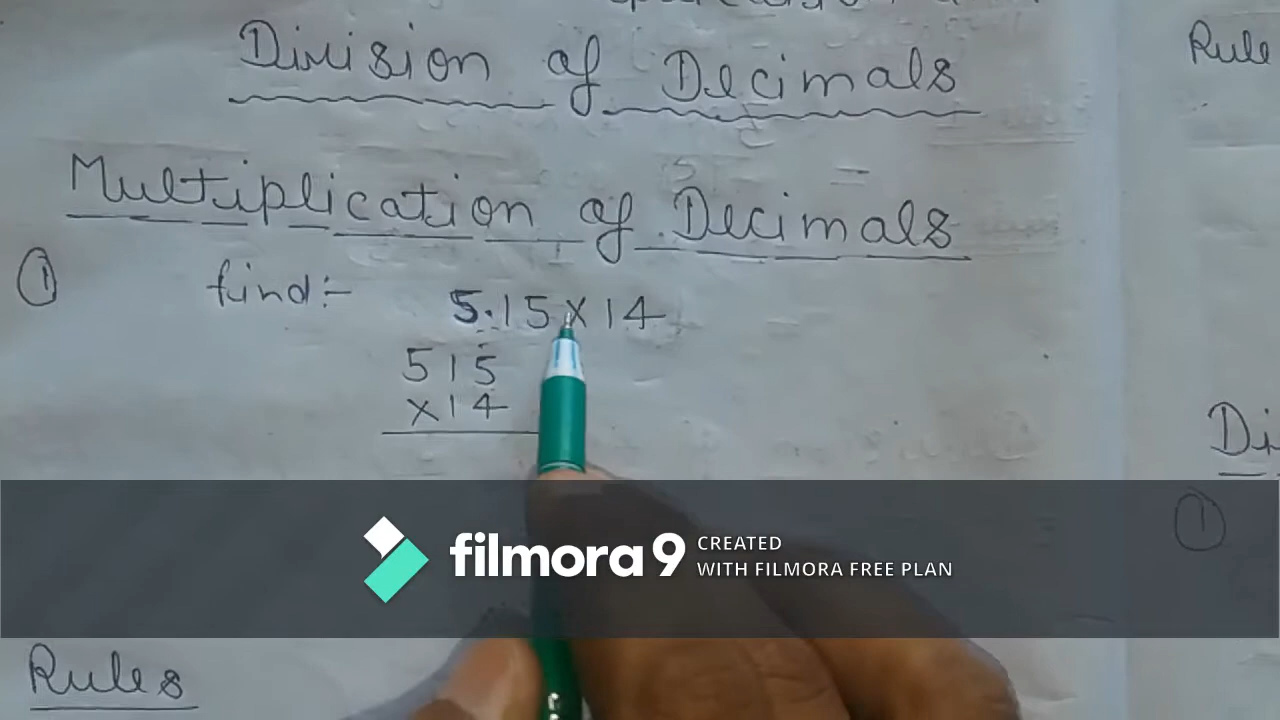 Division of Decimals
Rule
Multiplication of Decimals
① find:- 5.15 × 14
515
×14
Di
①
filmora 9 CREATED
WITH FILMORA FREE PLAN
Rules